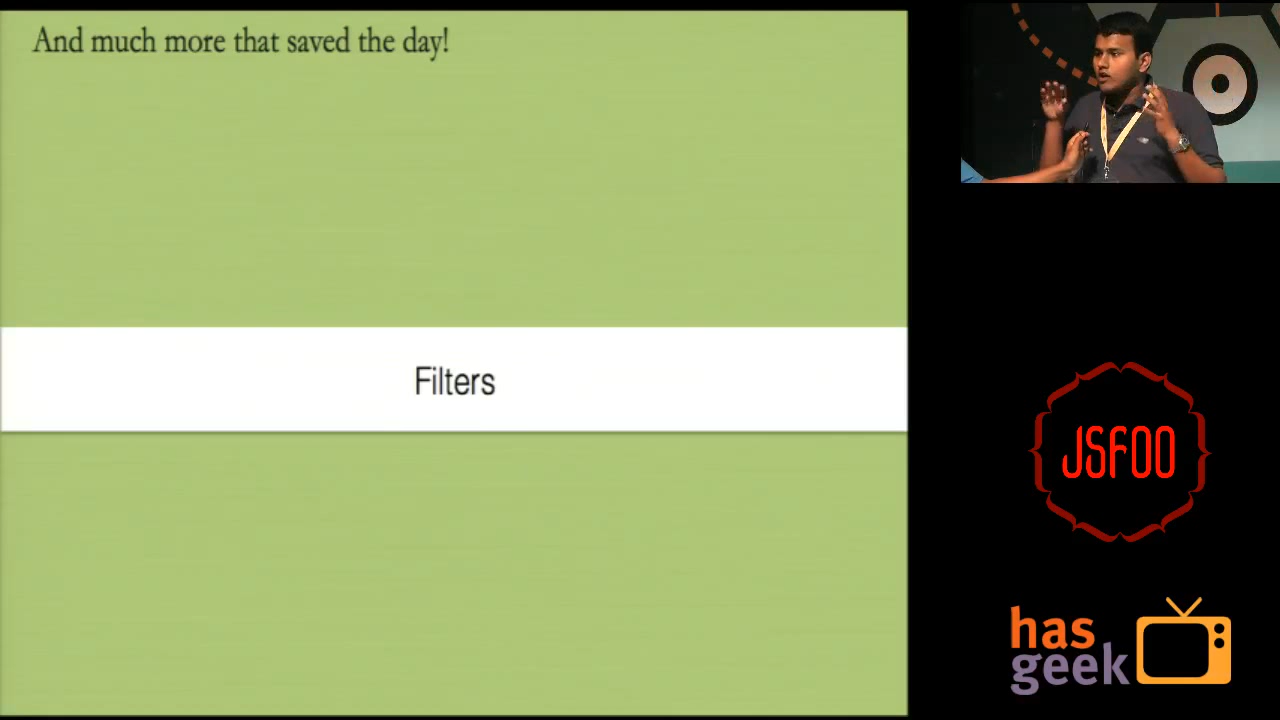 And much more that saved the day!
Filters
JSFOO
has
geek